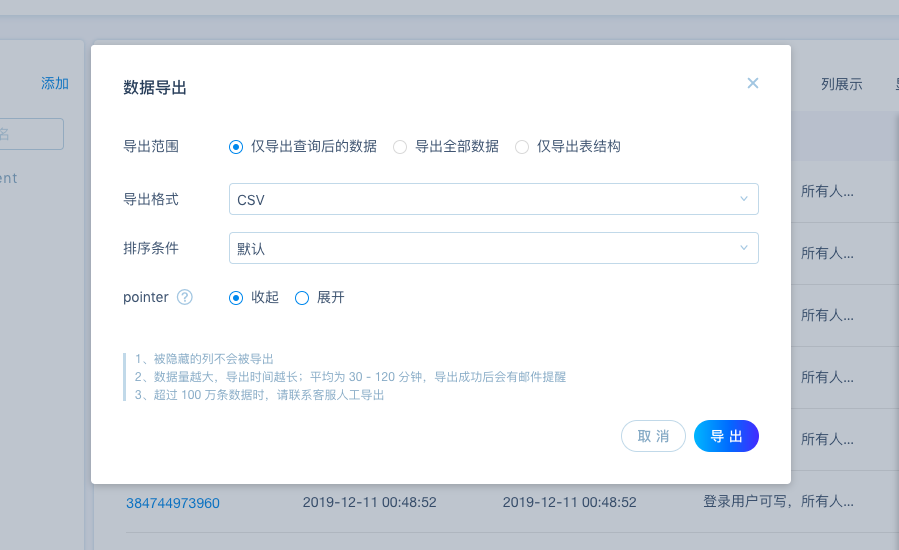 添加
数据导出
列展示
名
导出范围 仅导出查询后的数据 导出全部数据 仅导出表结构
ent
导出格式 CSV
所有人...
排序条件 默认
所有人...
pointer ? 收起 展开
所有人...
1、被隐藏的列不会被导出
2、数据量越大，导出时间越长；平均为 30 - 120 分钟，导出成功后会有邮件提醒
所有人...
3、超过 100 万条数据时，请联系客服人工导出
取消 导出
所有人...
384744973960 2019-12-11 00:48:52 2019-12-11 00:48:52 登录用户可写，所有人...